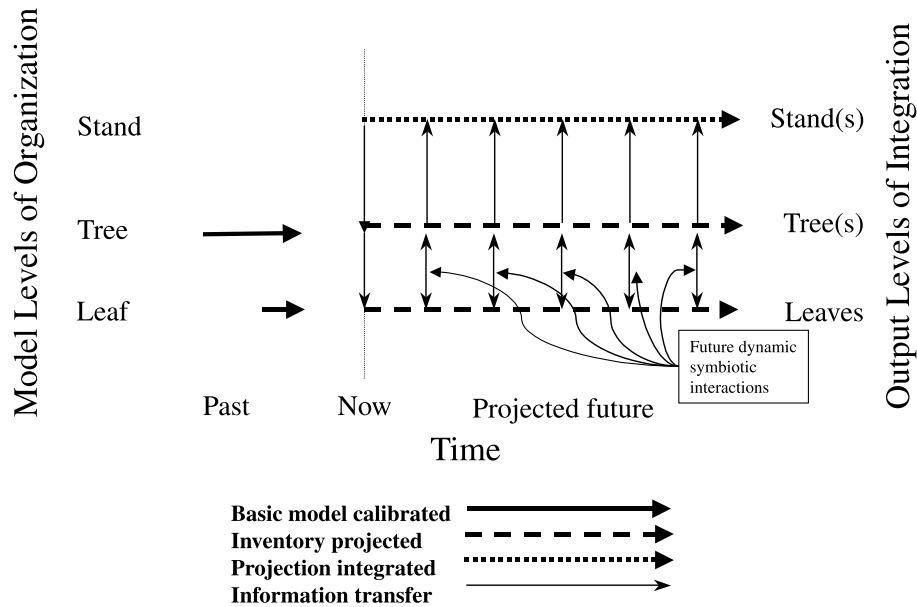 Model Levels of Organization
Stand
Tree
Leaf
Stand(s)
Tree(s)
Leaves
Output Levels of Integration
Future dynamic
symbiotic
interactions
Past
Now
Projected future
Time
Basic model calibrated
Inventory projected
Projection integrated
Information transfer